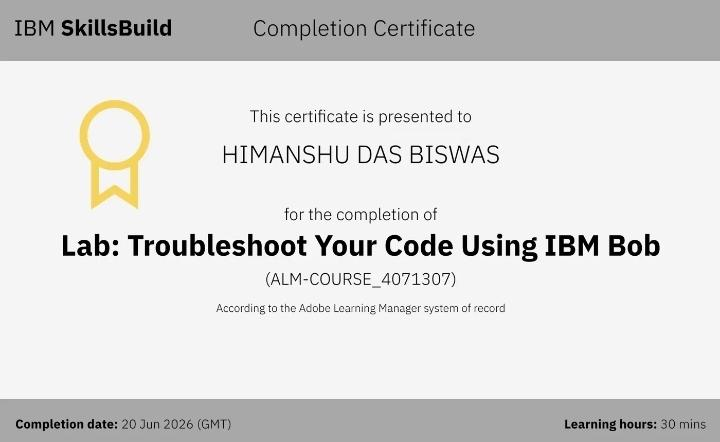 IBM SkillsBuild
Completion Certificate
This certificate is presented to
HIMANSHU DAS BISWAS
for the completion of
Lab: Troubleshoot Your Code Using IBM Bob
(ALM-COURSE_4071307)
According to the Adobe Learning Manager system of record
Completion date: 20 Jun 2026 (GMT)
Learning hours: 30 mins